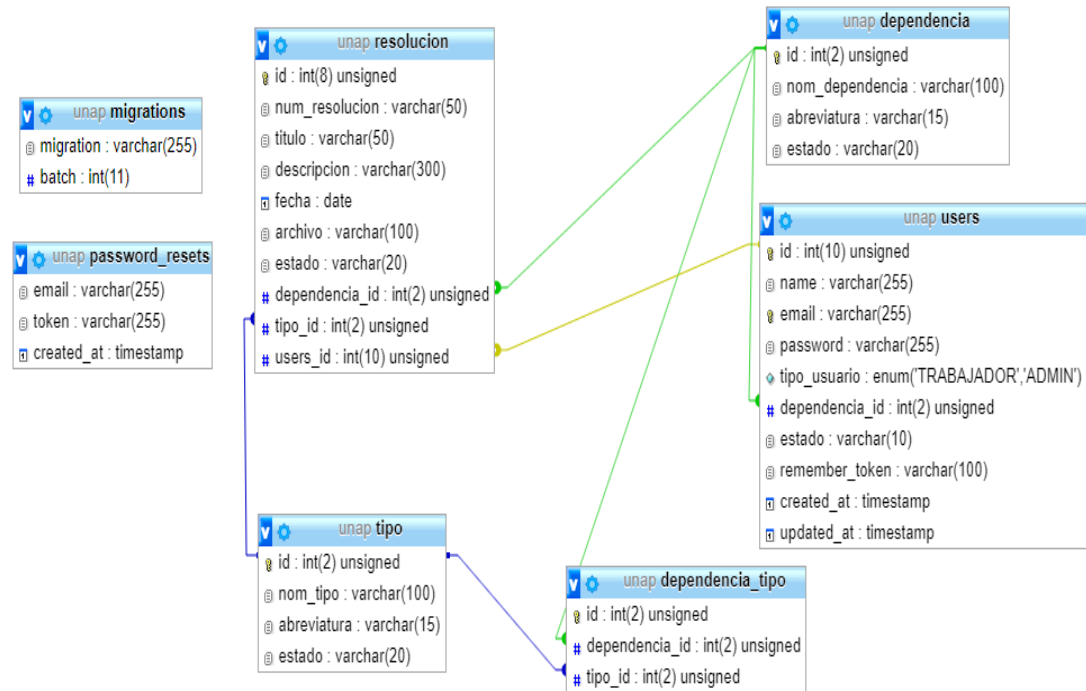 unap migrations
migration : varchar(255)
# batch : int(11)
unap password_resets
email : varchar(255)
token : varchar(255)
created_at : timestamp
unap resolucion
id : int(8) unsigned
num_resolucion : varchar(50)
titulo : varchar(50)
descripcion : varchar(300)
fecha : date
archivo : varchar(100)
estado : varchar(20)
# dependencia_id : int(2) unsigned
# tipo_id : int(2) unsigned
# users_id : int(10) unsigned
unap dependencia
id : int(2) unsigned
nom_dependencia : varchar(100)
abreviatura : varchar(15)
estado : varchar(20)
unap users
id : int(10) unsigned
name : varchar(255)
email : varchar(255)
password : varchar(255)
tipo_usuario : enum('TRABAJADOR','ADMIN')
# dependencia_id : int(2) unsigned
estado : varchar(10)
remember_token : varchar(100)
created_at : timestamp
updated_at : timestamp
unap tipo
id : int(2) unsigned
nom_tipo : varchar(100)
abreviatura : varchar(15)
estado : varchar(20)
unap dependencia_tipo
id : int(2) unsigned
# dependencia_id : int(2) unsigned
# tipo_id : int(2) unsigned